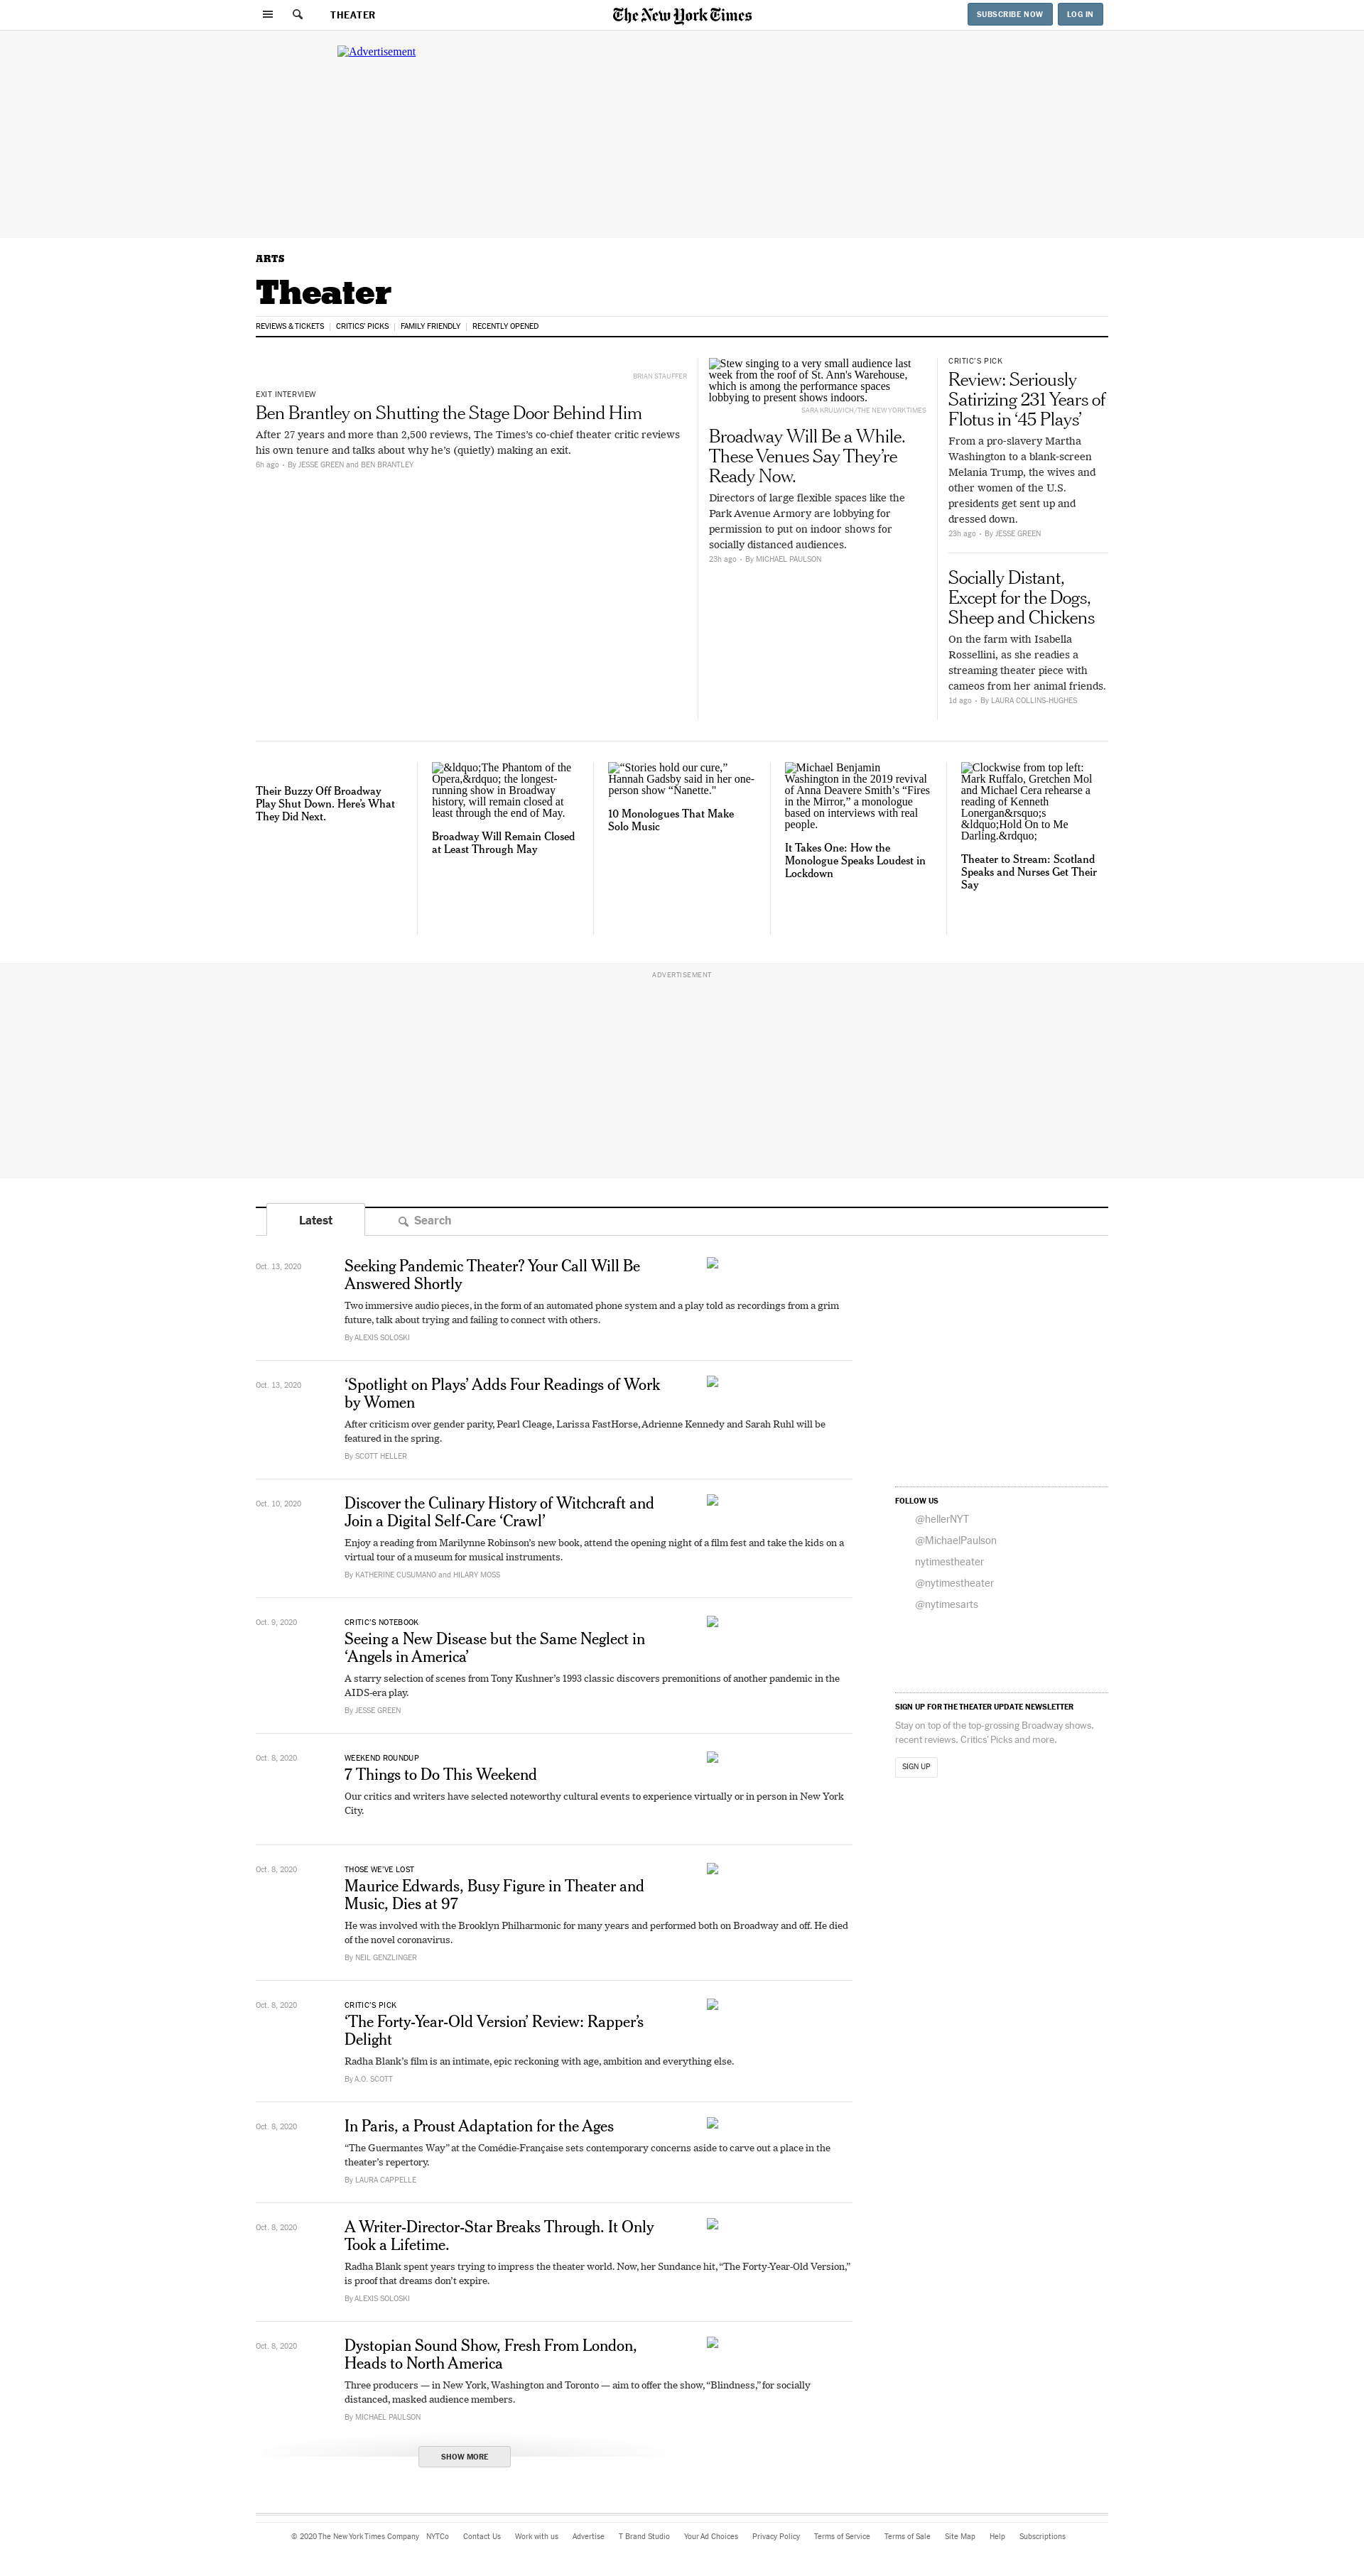 THEATER
The New York Times
SUBSCRIBE NOW
LOG IN
Advertisement
ARTS
Theater
REVIEWS & TICKETS
CRITICS' PICKS
FAMILY FRIENDLY
RECENTLY OPENED
BRIAN STAUFFER
EXIT INTERVIEW
Ben Brantley on Shutting the Stage Door Behind Him
After 27 years and more than 2,500 reviews, The Times’s co-chief theater critic reviews
his own tenure and talks about why he’s (quietly) making an exit.
6h ago • By JESSE GREEN and BEN BRANTLEY
Stew singing to a very small audience last
week from the roof of St. Ann's Warehouse,
which is among the performance spaces
lobbying to present shows indoors.
SARA KRULWICH/THE NEW YORK TIMES
Broadway Will Be a While.
These Venues Say They’re
Ready Now.
Directors of large flexible spaces like the
Park Avenue Armory are lobbying for
permission to put on indoor shows for
socially distanced audiences.
23h ago • By MICHAEL PAULSON
CRITIC’S PICK
Review: Seriously
Satirizing 231 Years of
Flotus in ‘45 Plays’
From a pro-slavery Martha
Washington to a blank-screen
Melania Trump, the wives and
other women of the U.S.
presidents get sent up and
dressed down.
23h ago • By JESSE GREEN
Socially Distant,
Except for the Dogs,
Sheep and Chickens
On the farm with Isabella
Rossellini, as she readies a
streaming theater piece with
cameos from her animal friends.
1d ago • By LAURA COLLINS-HUGHES
Their Buzzy Off Broadway
Play Shut Down. Here’s What
They Did Next.
&ldquo;The Phantom of the
Opera,&rdquo; the longest-
running show in Broadway
history, will remain closed at
least through the end of May.
Broadway Will Remain Closed
at Least Through May
“Stories hold our cure,”
Hannah Gadsby said in her one-
person show “Nanette."
10 Monologues That Make
Solo Music
Michael Benjamin
Washington in the 2019 revival
of Anna Deavere Smith’s “Fires
in the Mirror,” a monologue
based on interviews with real
people.
It Takes One: How the
Monologue Speaks Loudest in
Lockdown
Clockwise from top left:
Mark Ruffalo, Gretchen Mol
and Michael Cera rehearse a
reading of Kenneth
Lonergan&rsquo;s
&ldquo;Hold On to Me
Darling.&rdquo;
Theater to Stream: Scotland
Speaks and Nurses Get Their
Say
ADVERTISEMENT
Latest
Search
Oct. 13, 2020
Seeking Pandemic Theater? Your Call Will Be
Answered Shortly
Two immersive audio pieces, in the form of an automated phone system and a play told as recordings from a grim
future, talk about trying and failing to connect with others.
By ALEXIS SOLOSKI
Oct. 13, 2020
‘Spotlight on Plays’ Adds Four Readings of Work
by Women
After criticism over gender parity, Pearl Cleage, Larissa FastHorse, Adrienne Kennedy and Sarah Ruhl will be
featured in the spring.
By SCOTT HELLER
Oct. 10, 2020
Discover the Culinary History of Witchcraft and
Join a Digital Self-Care ‘Crawl’
Enjoy a reading from Marilynne Robinson’s new book, attend the opening night of a film fest and take the kids on a
virtual tour of a museum for musical instruments.
By KATHERINE CUSUMANO and HILARY MOSS
Oct. 9, 2020
CRITIC’S NOTEBOOK
Seeing a New Disease but the Same Neglect in
‘Angels in America’
A starry selection of scenes from Tony Kushner’s 1993 classic discovers premonitions of another pandemic in the
AIDS-era play.
By JESSE GREEN
Oct. 8, 2020
WEEKEND ROUNDUP
7 Things to Do This Weekend
Our critics and writers have selected noteworthy cultural events to experience virtually or in person in New York
City.
Oct. 8, 2020
THOSE WE’VE LOST
Maurice Edwards, Busy Figure in Theater and
Music, Dies at 97
He was involved with the Brooklyn Philharmonic for many years and performed both on Broadway and off. He died
of the novel coronavirus.
By NEIL GENZLINGER
Oct. 8, 2020
CRITIC’S PICK
‘The Forty-Year-Old Version’ Review: Rapper’s
Delight
Radha Blank’s film is an intimate, epic reckoning with age, ambition and everything else.
By A.O. SCOTT
Oct. 8, 2020
In Paris, a Proust Adaptation for the Ages
“The Guermantes Way” at the Comédie-Française sets contemporary concerns aside to carve out a place in the
theater’s repertory.
By LAURA CAPPELLE
Oct. 8, 2020
A Writer-Director-Star Breaks Through. It Only
Took a Lifetime.
Radha Blank spent years trying to impress the theater world. Now, her Sundance hit, “The Forty-Year-Old Version,”
is proof that dreams don’t expire.
By ALEXIS SOLOSKI
Oct. 8, 2020
Dystopian Sound Show, Fresh From London,
Heads to North America
Three producers — in New York, Washington and Toronto — aim to offer the show, “Blindness,” for socially
distanced, masked audience members.
By MICHAEL PAULSON
SHOW MORE
FOLLOW US
@hellerNYT
@MichaelPaulson
nytimestheater
@nytimestheater
@nytimesarts
SIGN UP FOR THE THEATER UPDATE NEWSLETTER
Stay on top of the top-grossing Broadway shows,
recent reviews, Critics’ Picks and more.
SIGN UP
© 2020 The New York Times Company NYTCo Contact Us Work with us Advertise T Brand Studio Your Ad Choices Privacy Policy Terms of Service Terms of Sale Site Map Help Subscriptions